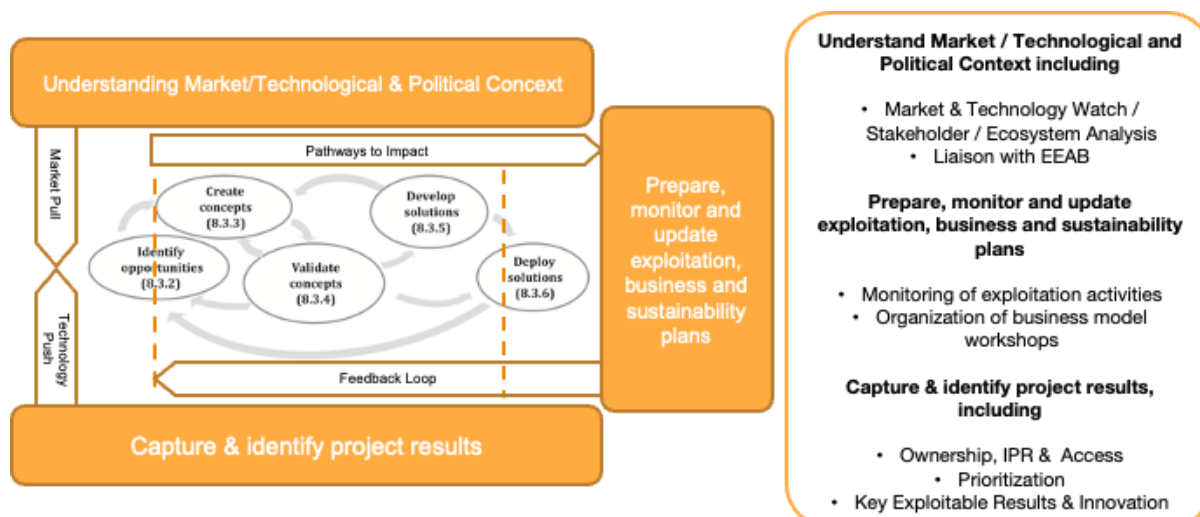 Understanding Market/Technological & Political Concext
Market Pull
Technology
Push
Pathways to Impact
Create
concepts
(8.3.3)
Develop
solutions
(8.3.5)
Identify
opportunities
(8.3.2)
Validate
concepts
(8.3.4)
Deploy
solutions
(8.3.6)
Feedback Loop
Capture & identify project results
Prepare,
monitor and
update
exploitation,
business and
sustainability
plans
Understand Market / Technological and
Political Context including
• Market & Technology Watch /
Stakeholder / Ecosystem Analysis
• Liaison with EEAB
Prepare, monitor and update
exploitation, business and sustainability
plans
• Monitoring of exploitation activities
• Organization of business model
workshops
Capture & identify project results,
including
• Ownership, IPR & Access
• Prioritization
• Key Exploitable Results & Innovation